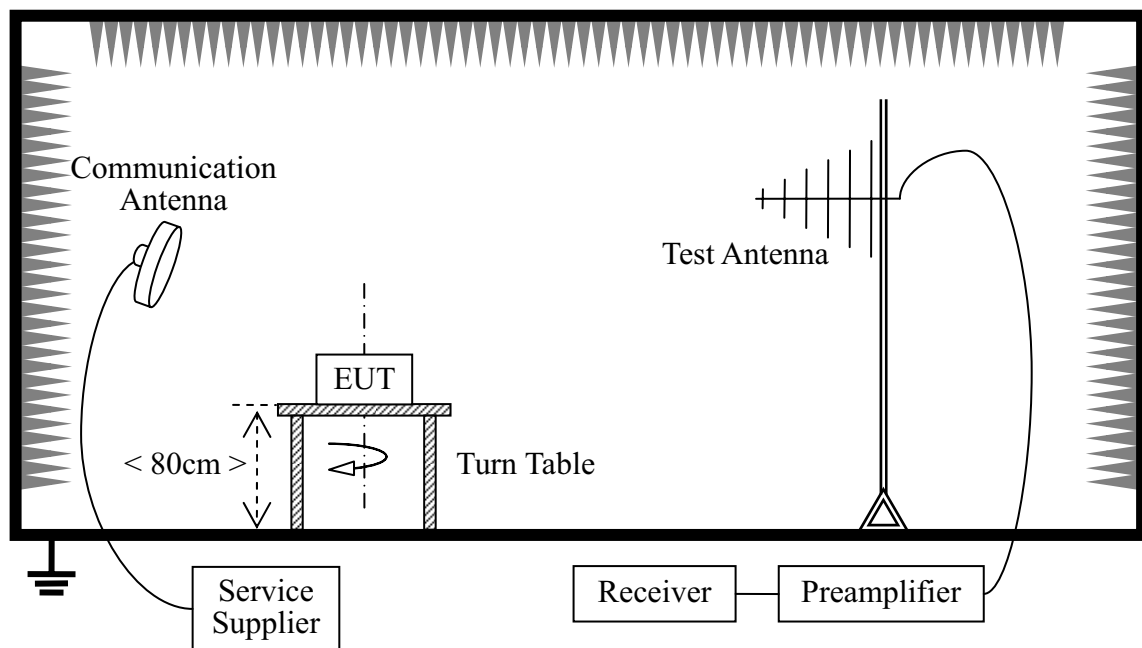 Communication
Antenna
Test Antenna
EUT
< 80cm >
Turn Table
Service
Supplier
Receiver
Preamplifier